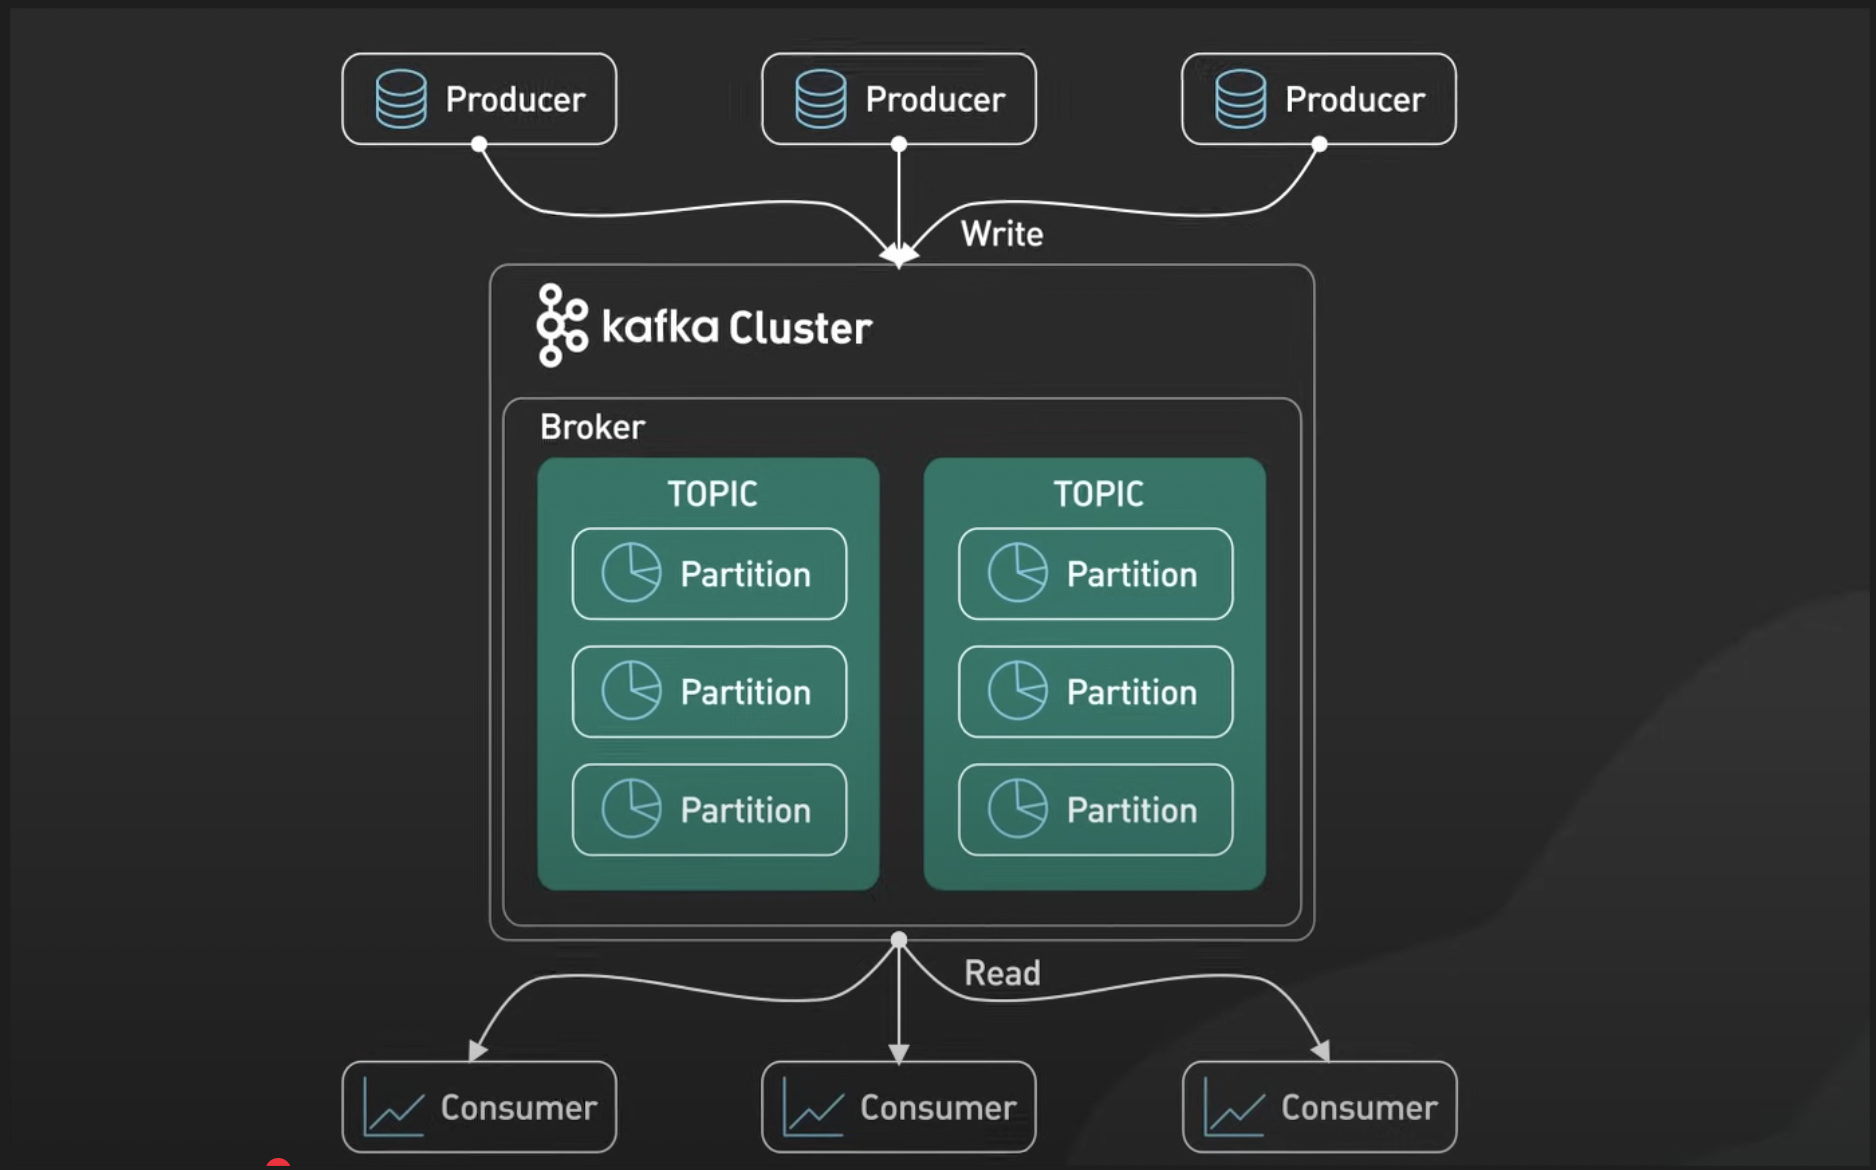 Producer
Producer
Producer
Write
kafka Cluster
Broker
TOPIC
TOPIC
Partition
Partition
Partition
Partition
Partition
Partition
Read
Consumer
Consumer
Consumer